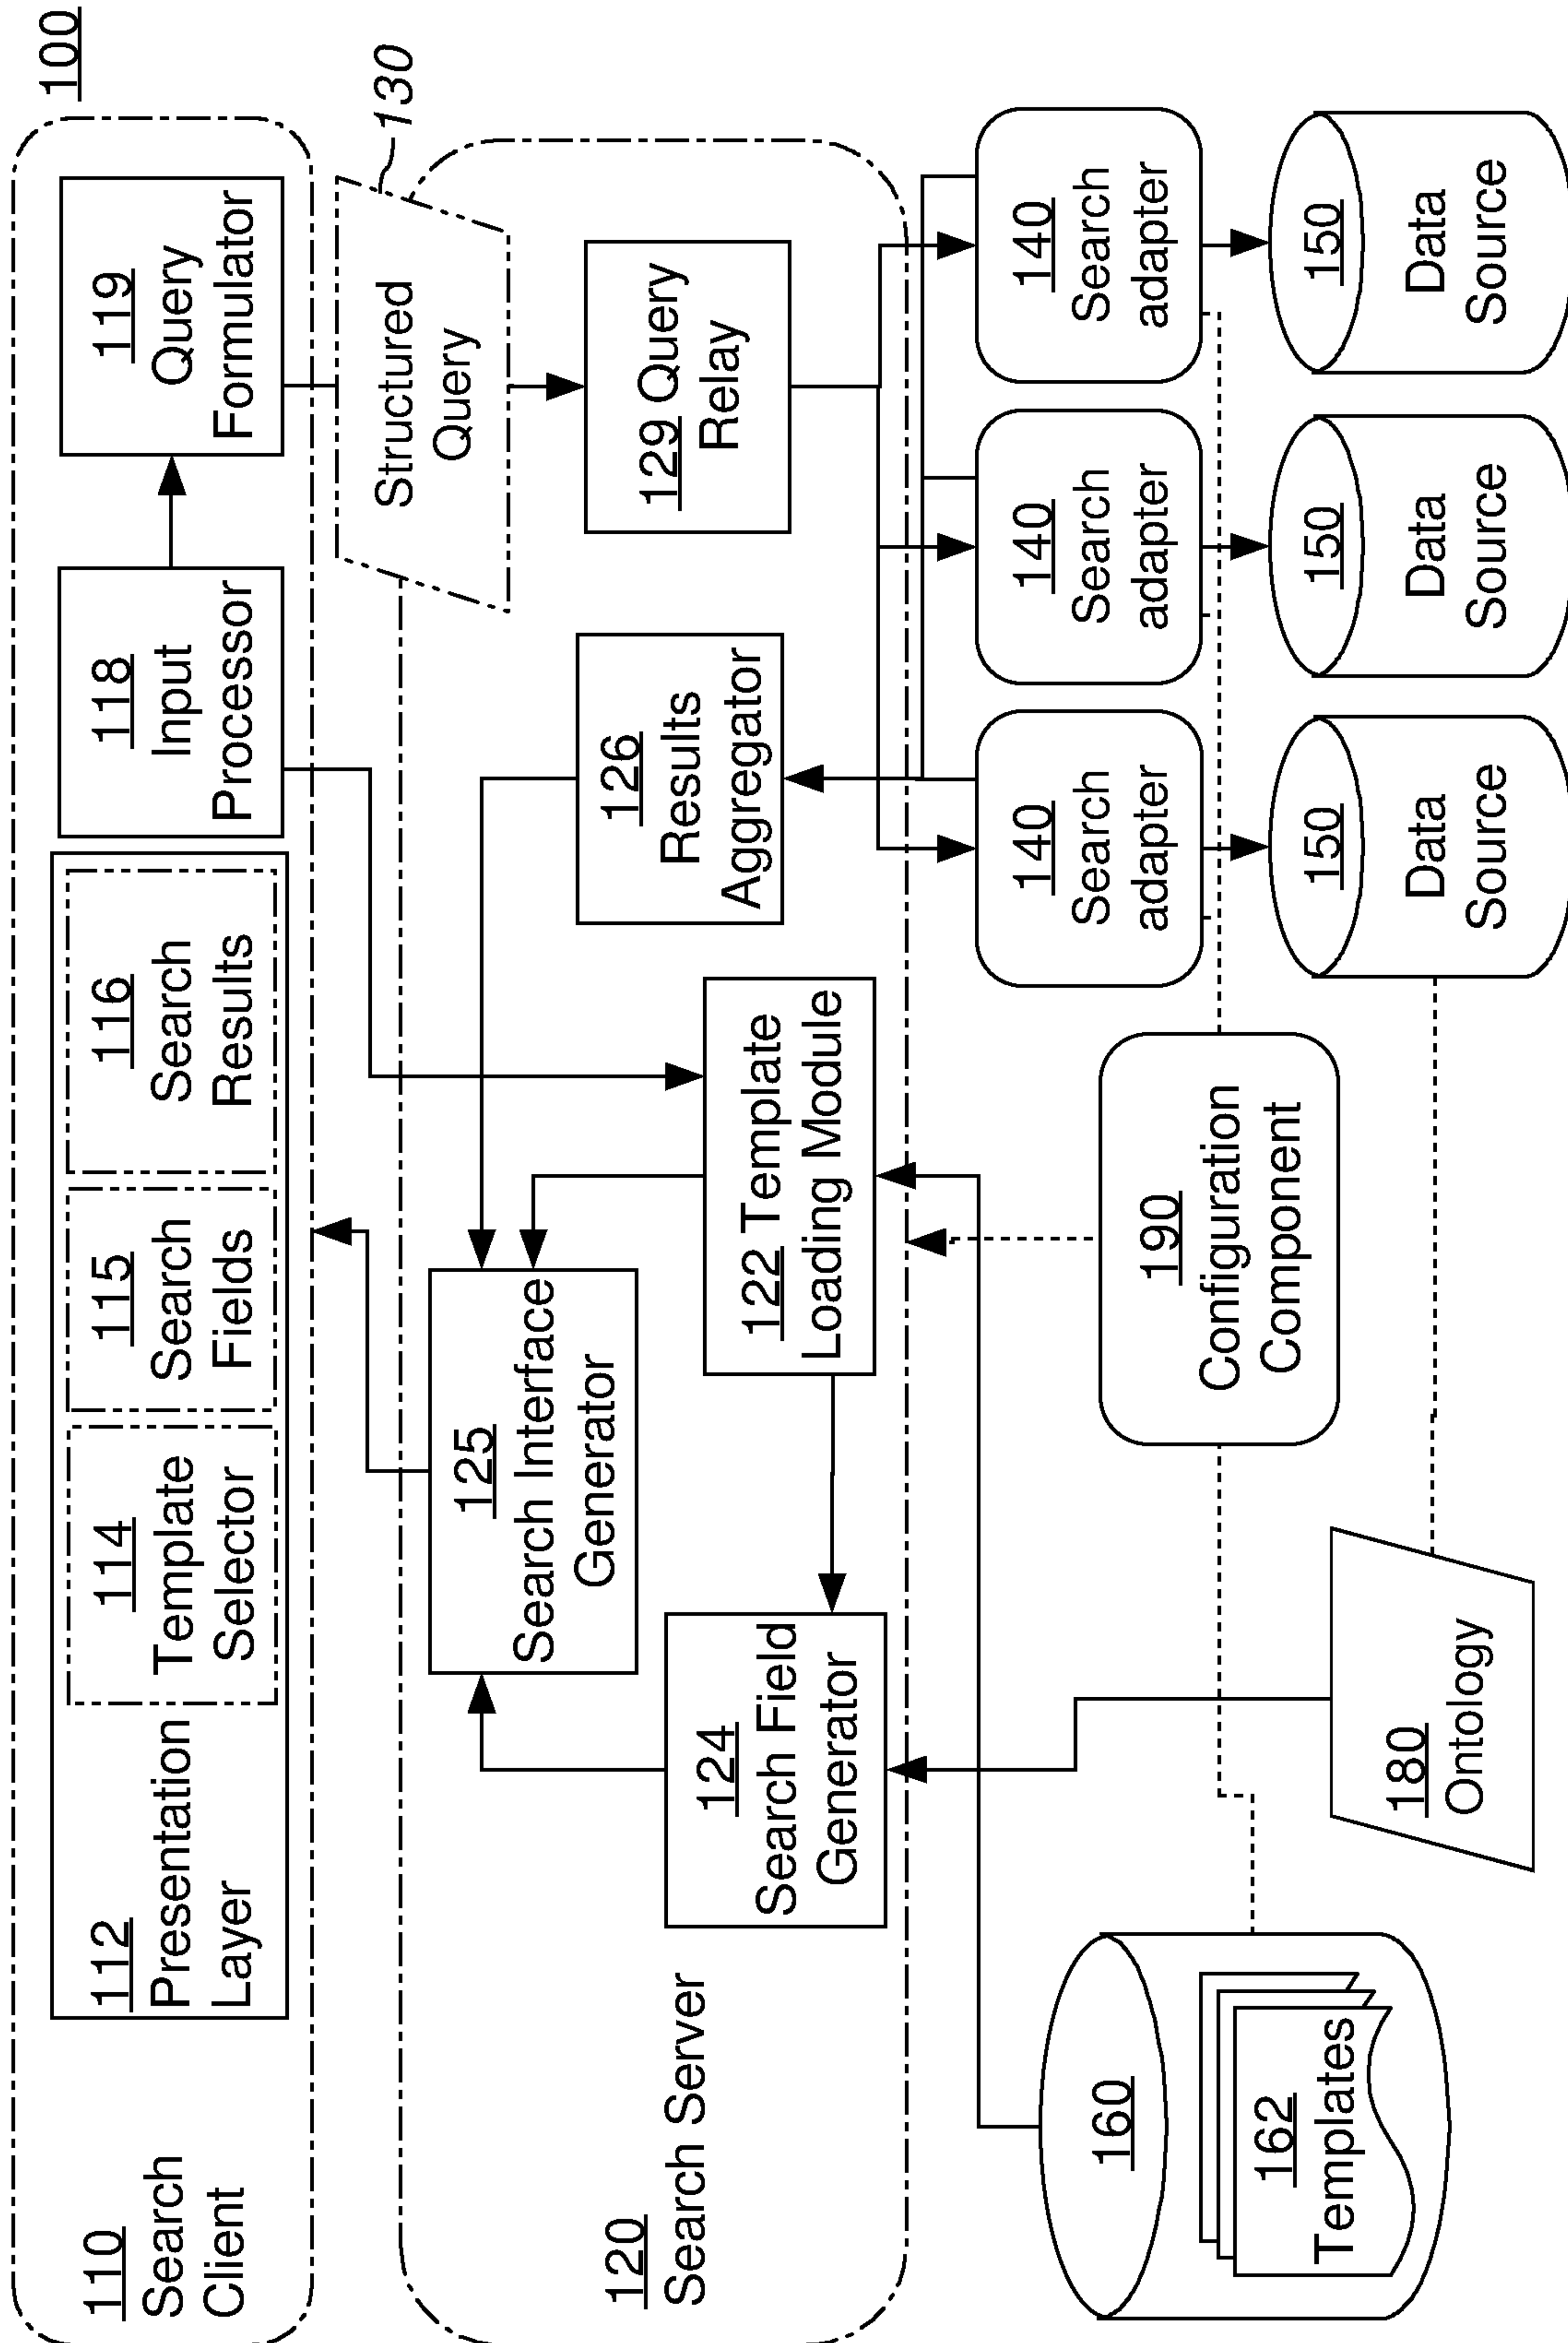 100
110
Search
Client
112
Presentation
Layer
114
Template
Selector
115
Search
Fields
116
Search
Results
118
Input
Processor
119
Query
Formulator
130
Structured
Query
120
Search Server
125
Search Interface
Generator
124
Search Field
Generator
122 Template
Loading Module
126
Results
Aggregator
129 Query
Relay
140
Search
adapter
140
Search
adapter
140
Search
adapter
160
162
Templates
180
Ontology
190
Configuration
Component
150
Data
Source
150
Data
Source
150
Data
Source